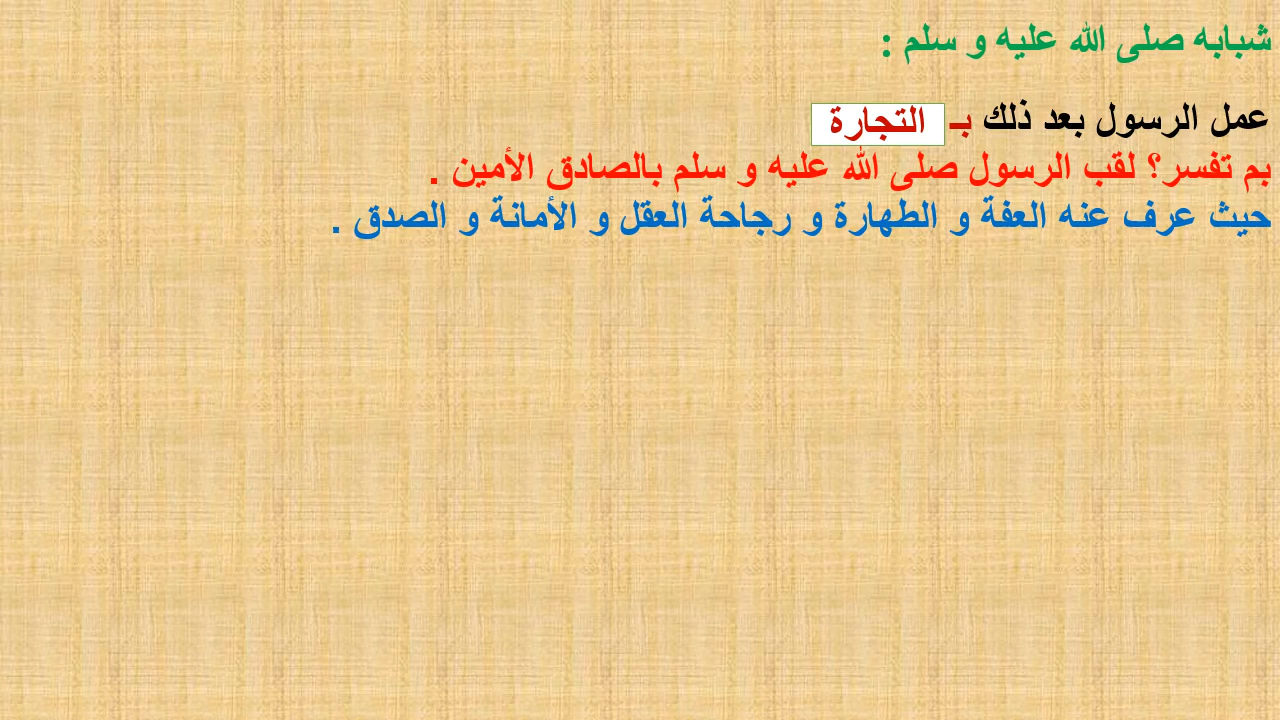 شبابه صلى الله عليه و سلم :
عمل الرسول بعد ذلك بـ التجارة
بم تفسر؟ لقب الرسول صلى الله عليه و سلم بالصادق الأمين .
حيث عرف عنه العفة و الطهارة و رجاحة العقل و الأمانة و الصدق .